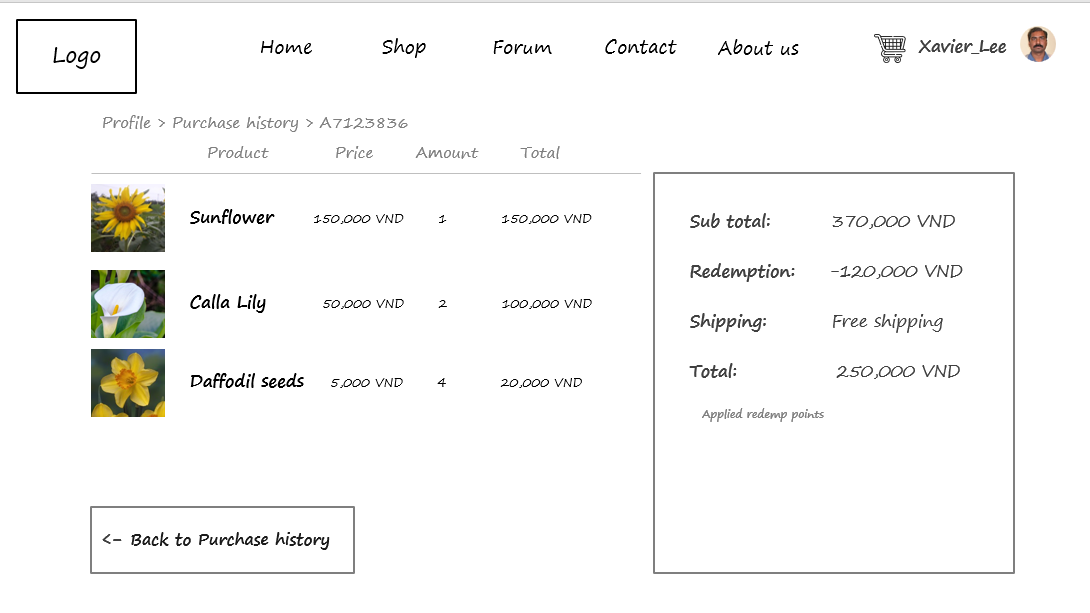 Logo
Home Shop Forum Contact About us Xavier_Lee
Profile > Purchase history > A7123836
Product Price Amount Total
Sunflower 150,000 VND 1 150,000 VND
Calla Lily 50,000 VND 2 100,000 VND
Daffodil seeds 5,000 VND 4 20,000 VND
Sub total: 370,000 VND
Redemption: -120,000 VND
Shipping: Free shipping
Total: 250,000 VND
Applied redemp points
<- Back to Purchase history